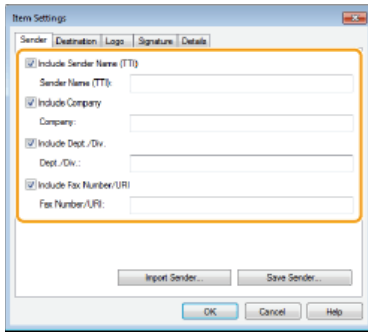 Item Settings
Sender Destination Logo Signature Details
Include Sender Name (TTI)
Sender Name (TTI):
Include Company
Company:
Include Dept./Div.
Dept./Div.:
Include Fax Number/URI
Fax Number/URI:
Import Sender... Save Sender...
OK Cancel Help